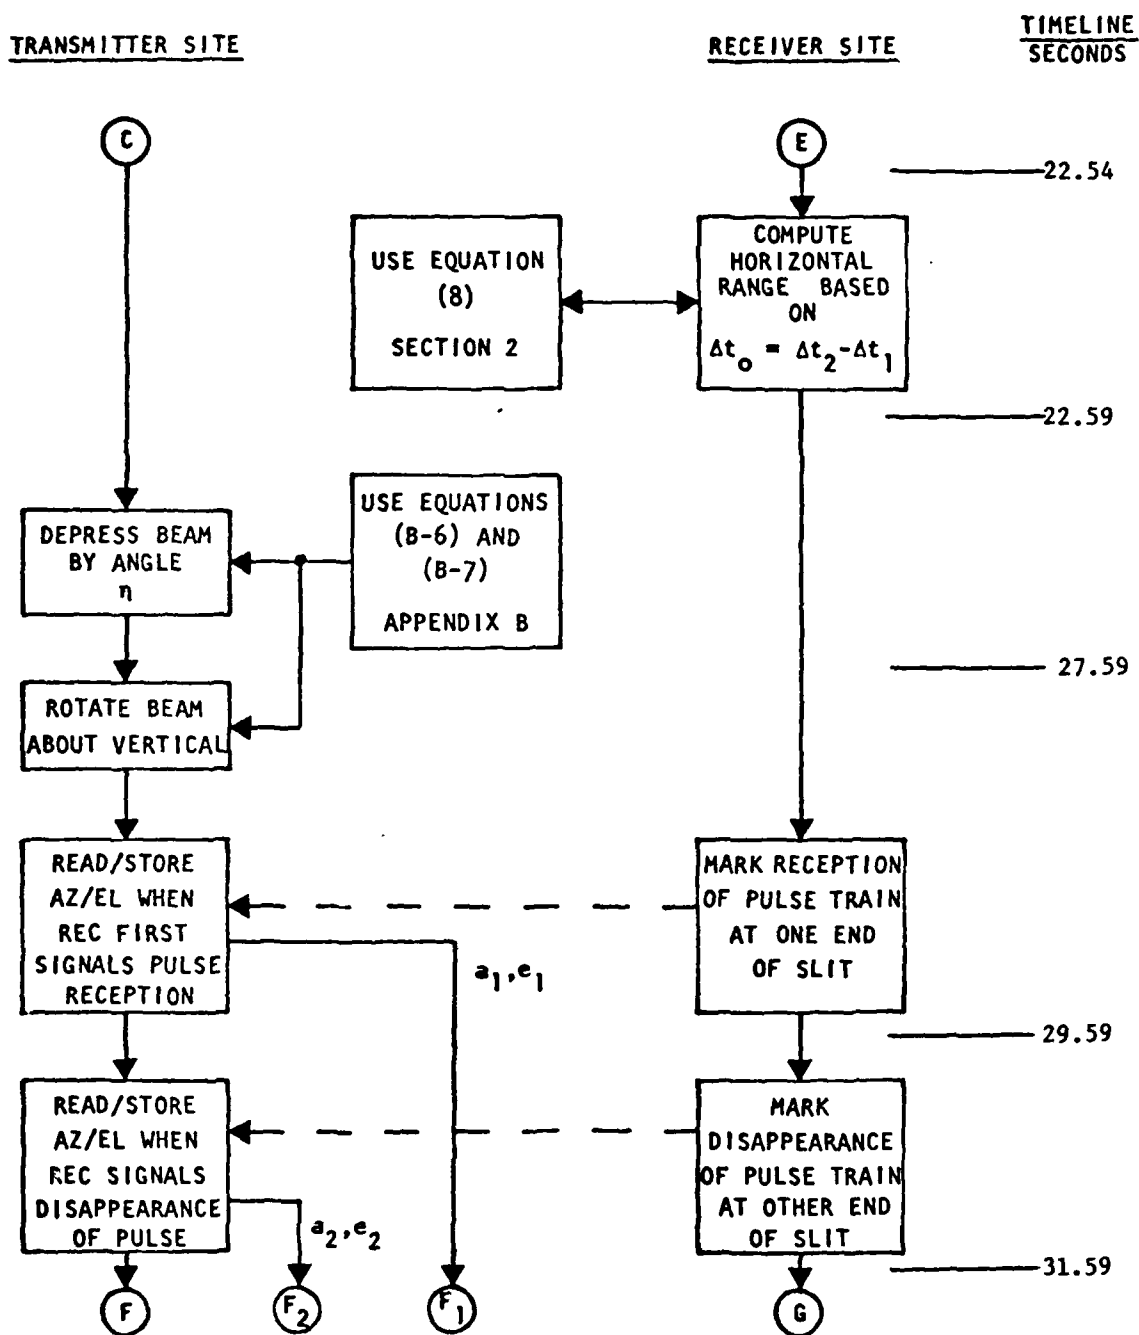 TRANSMITTER SITE
RECEIVER SITE
TIMELINE
SECONDS
C
E
22.54
USE EQUATION
(8)
SECTION 2
COMPUTE
HORIZONTAL
RANGE BASED
ON
Δt₀ = Δt₂-Δt₁
22.59
DEPRESS BEAM
BY ANGLE
η
USE EQUATIONS
(B-6) AND
(B-7)
APPENDIX B
27.59
ROTATE BEAM
ABOUT VERTICAL
READ/STORE
AZ/EL WHEN
REC FIRST
SIGNALS PULSE
RECEPTION
a₁,e₁
MARK RECEPTION
OF PULSE TRAIN
AT ONE END
OF SLIT
29.59
READ/STORE
AZ/EL WHEN
REC SIGNALS
DISAPPEARANCE
OF PULSE
a₂,e₂
MARK
DISAPPEARANCE
OF PULSE TRAIN
AT OTHER END
OF SLIT
31.59
F
F₂
F₁
G